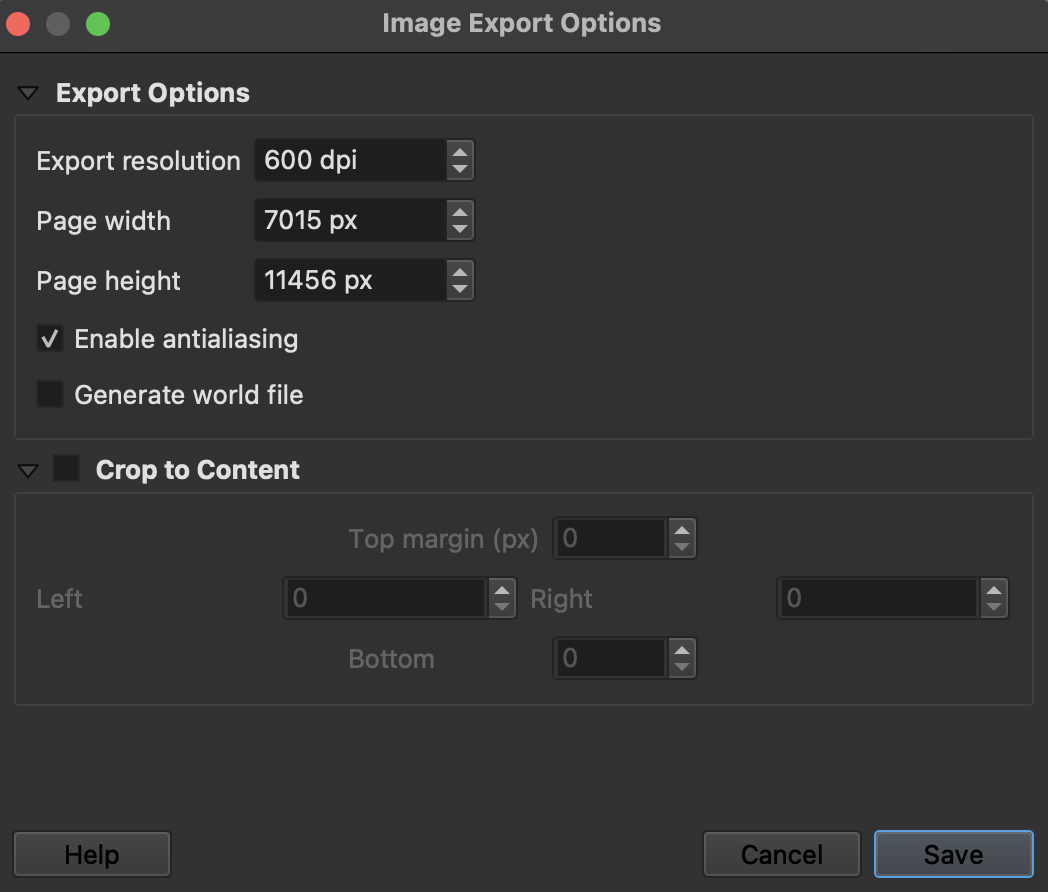 Image Export Options
Export Options
Export resolution 600 dpi
Page width 7015 px
Page height 11456 px
Enable antialiasing
Generate world file
Crop to Content
Top margin (px) 0
Left 0 Right 0
Bottom 0
Help Cancel Save